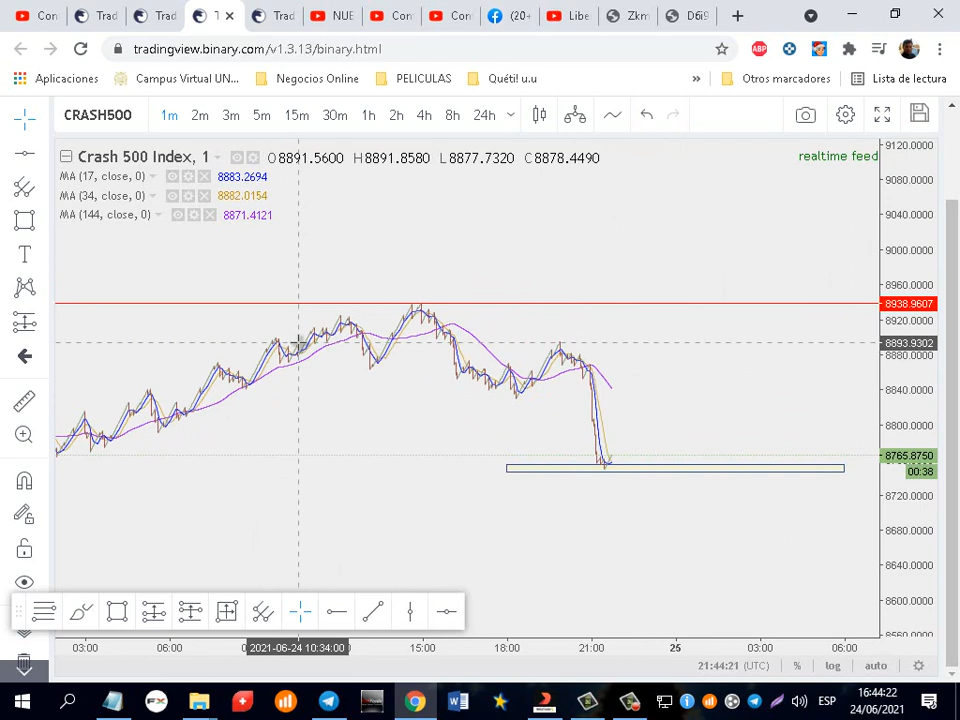 Con
Trad
Trad
T
Trad
NUE
Con
Con
(20+
Libe
Zkm
D6i9
tradingview.binary.com/v1.3.13/binary.html
ABP
Aplicaciones
Campus Virtual UN...
Negocios Online
PELICULAS
Quéti! u.u
»
Otros marcadores
Lista de lectura
CRASH500
1m
2m
3m
5m
15m
30m
1h
2h
4h
8h
24h
Crash 500 Index, 1
O8891.5600 H8891.8580 L8877.7320 C8878.4490
realtime feed
MA (17, close, 0)
8883.2694
MA (34, close, 0)
8882.0154
MA (144, close, 0)
8871.4121
9120.0000
9080.0000
9040.0000
9000.0000
8960.0000
8938.9607
8920.0000
8893.9302
8880.0000
8840.0000
8800.0000
8765.8750
00:38
8720.0000
8680.0000
8640.0000
8600.0000
8560.0000
03:00
06:00
2021-06-24 10:34:00
15:00
18:00
21:00
25
03:00
06:00
21:44:21 (UTC)
%
log
auto
FX
ESP
16:44:22
24/06/2021